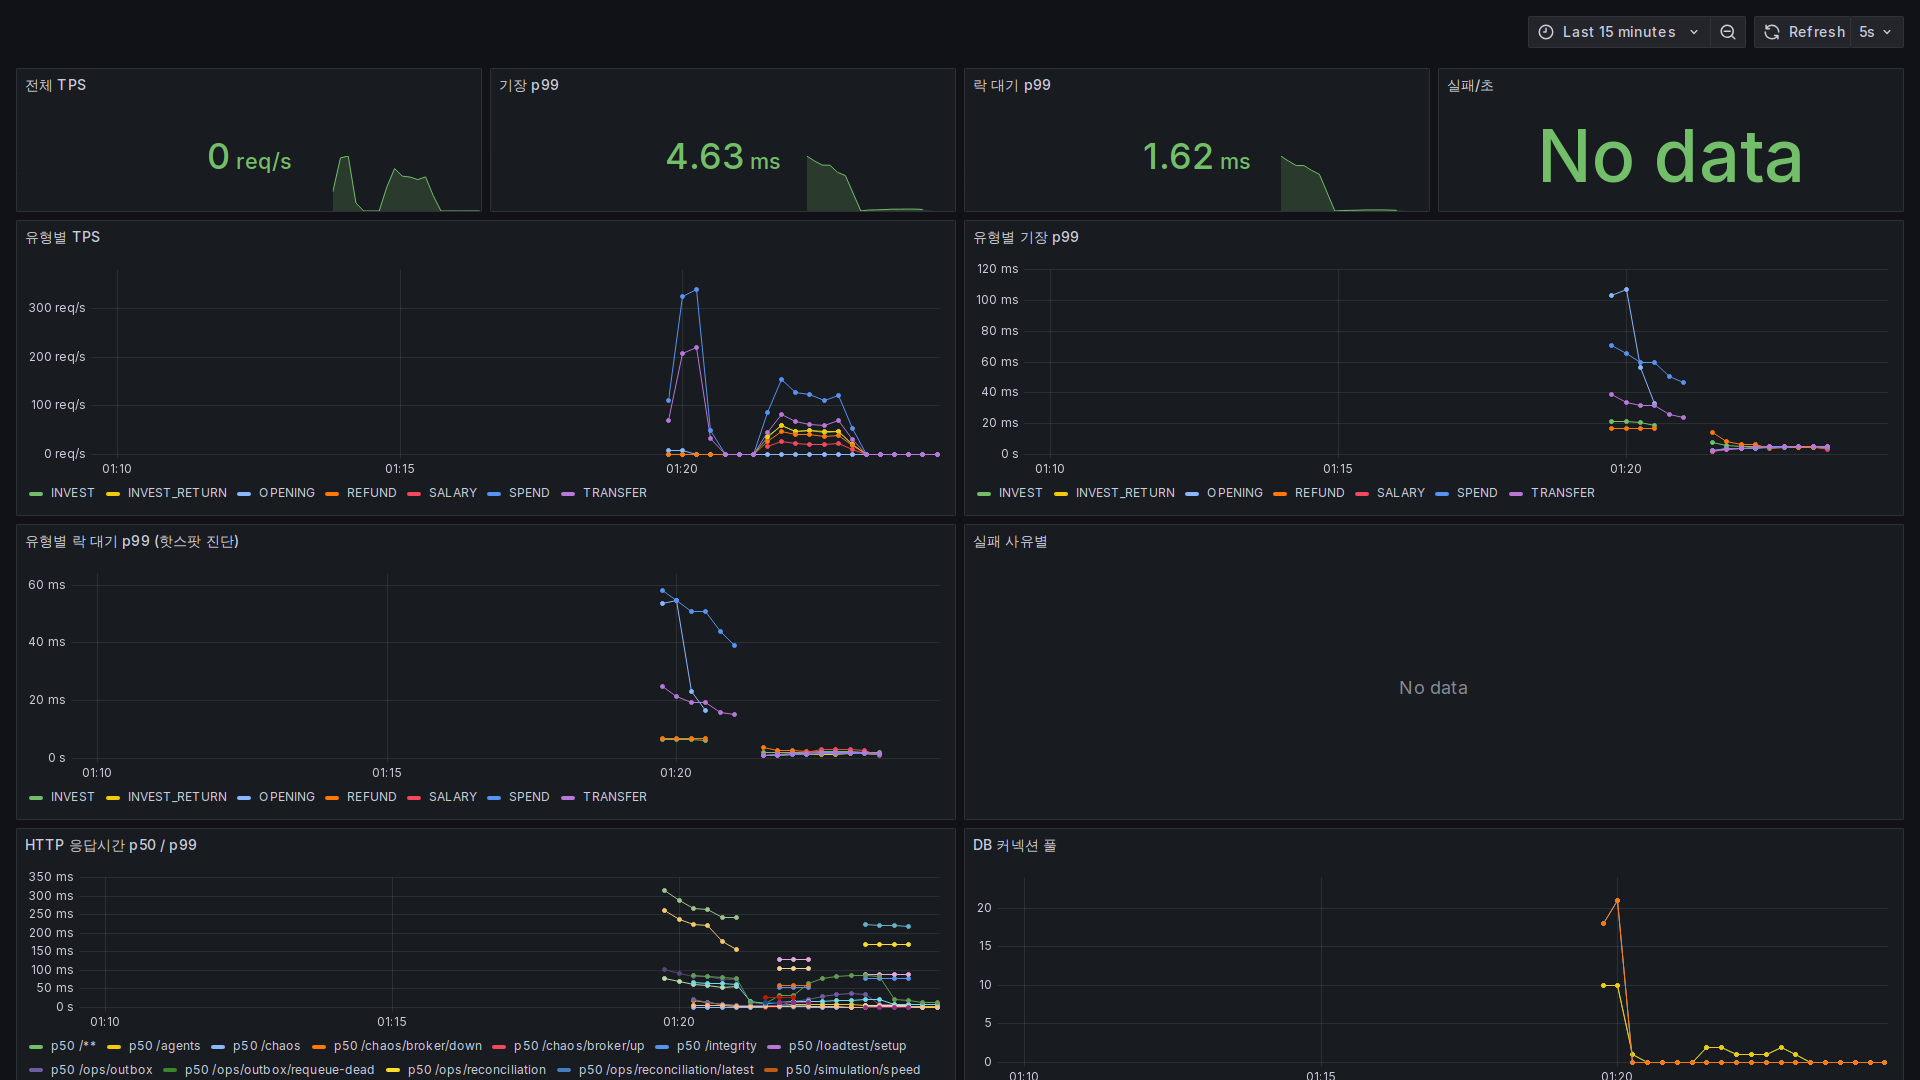 Last 15 minutes
Refresh 5s
전체 TPS
0 req/s
기장 p99
4.63 ms
락 대기 p99
1.62 ms
실패/초
No data
유형별 TPS
300 req/s
200 req/s
100 req/s
0 req/s
01:10 01:15 01:20
INVEST INVEST_RETURN OPENING REFUND SALARY SPEND TRANSFER
유형별 기장 p99
120 ms
100 ms
80 ms
60 ms
40 ms
20 ms
0 s
01:10 01:15 01:20
INVEST INVEST_RETURN OPENING REFUND SALARY SPEND TRANSFER
유형별 락 대기 p99 (핫스팟 진단)
60 ms
40 ms
20 ms
0 s
01:10 01:15 01:20
INVEST INVEST_RETURN OPENING REFUND SALARY SPEND TRANSFER
실패 사유별
No data
HTTP 응답시간 p50 / p99
350 ms
300 ms
250 ms
200 ms
150 ms
100 ms
50 ms
0 s
01:10 01:15 01:20
p50 /** p50 /agents p50 /chaos p50 /chaos/broker/down p50 /chaos/broker/up p50 /integrity p50 /loadtest/setup
p50 /ops/outbox p50 /ops/outbox/requeue-dead p50 /ops/reconciliation p50 /ops/reconciliation/latest p50 /simulation/speed
DB 커넥션 풀
20
15
10
5
0
01:10 01:15 01:20